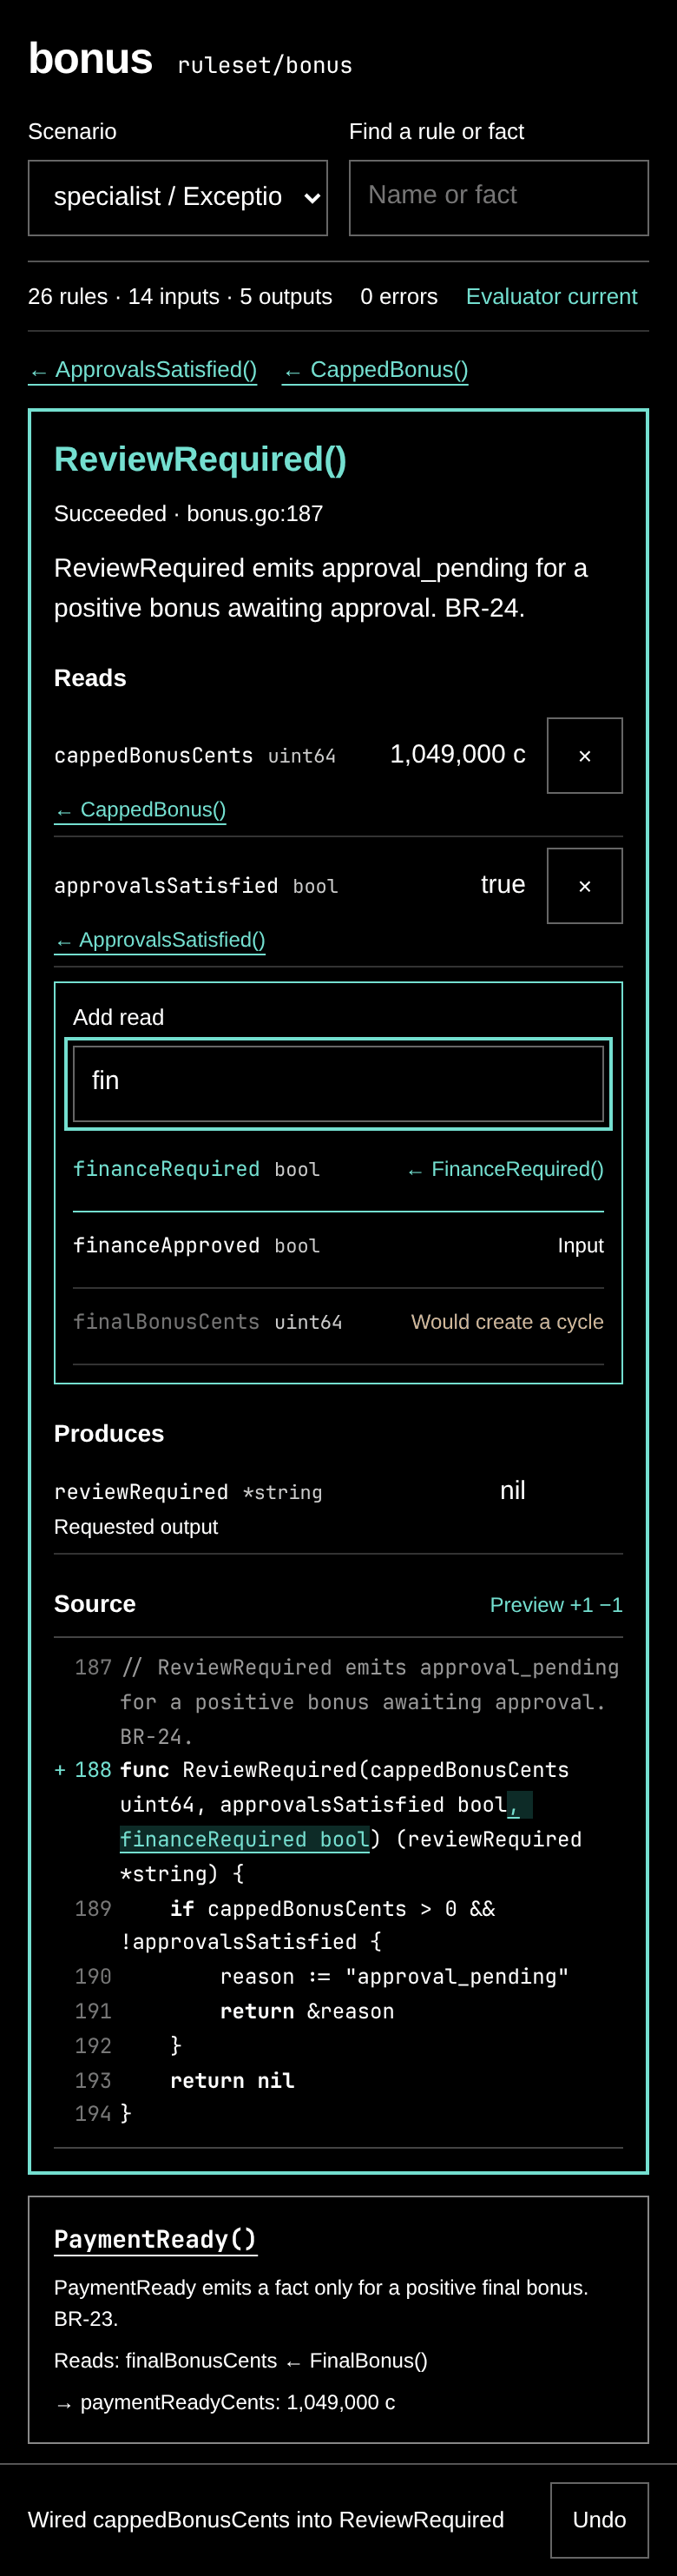 bonus ruleset/bonus
Scenario Find a rule or fact
specialist / Exceptio Name or fact
26 rules · 14 inputs · 5 outputs 0 errors Evaluator current
← ApprovalsSatisfied() ← CappedBonus()
ReviewRequired()
Succeeded · bonus.go:187
ReviewRequired emits approval_pending for a
positive bonus awaiting approval. BR-24.
Reads
cappedBonusCents uint64 1,049,000 c ×
← CappedBonus()
approvalsSatisfied bool true ×
← ApprovalsSatisfied()
Add read
fin
financeRequired bool ← FinanceRequired()
financeApproved bool Input
finalBonusCents uint64 Would create a cycle
Produces
reviewRequired *string nil
Requested output
Source Preview +1 −1
187 // ReviewRequired emits approval_pending
for a positive bonus awaiting approval.
BR-24.
+ 188 func ReviewRequired(cappedBonusCents
uint64, approvalsSatisfied bool,
financeRequired bool) (reviewRequired
*string) {
189 if cappedBonusCents > 0 &&
!approvalsSatisfied {
190 reason := "approval_pending"
191 return &reason
192 }
193 return nil
194 }
PaymentReady()
PaymentReady emits a fact only for a positive final bonus.
BR-23.
Reads: finalBonusCents ← FinalBonus()
→ paymentReadyCents: 1,049,000 c
Wired cappedBonusCents into ReviewRequired Undo